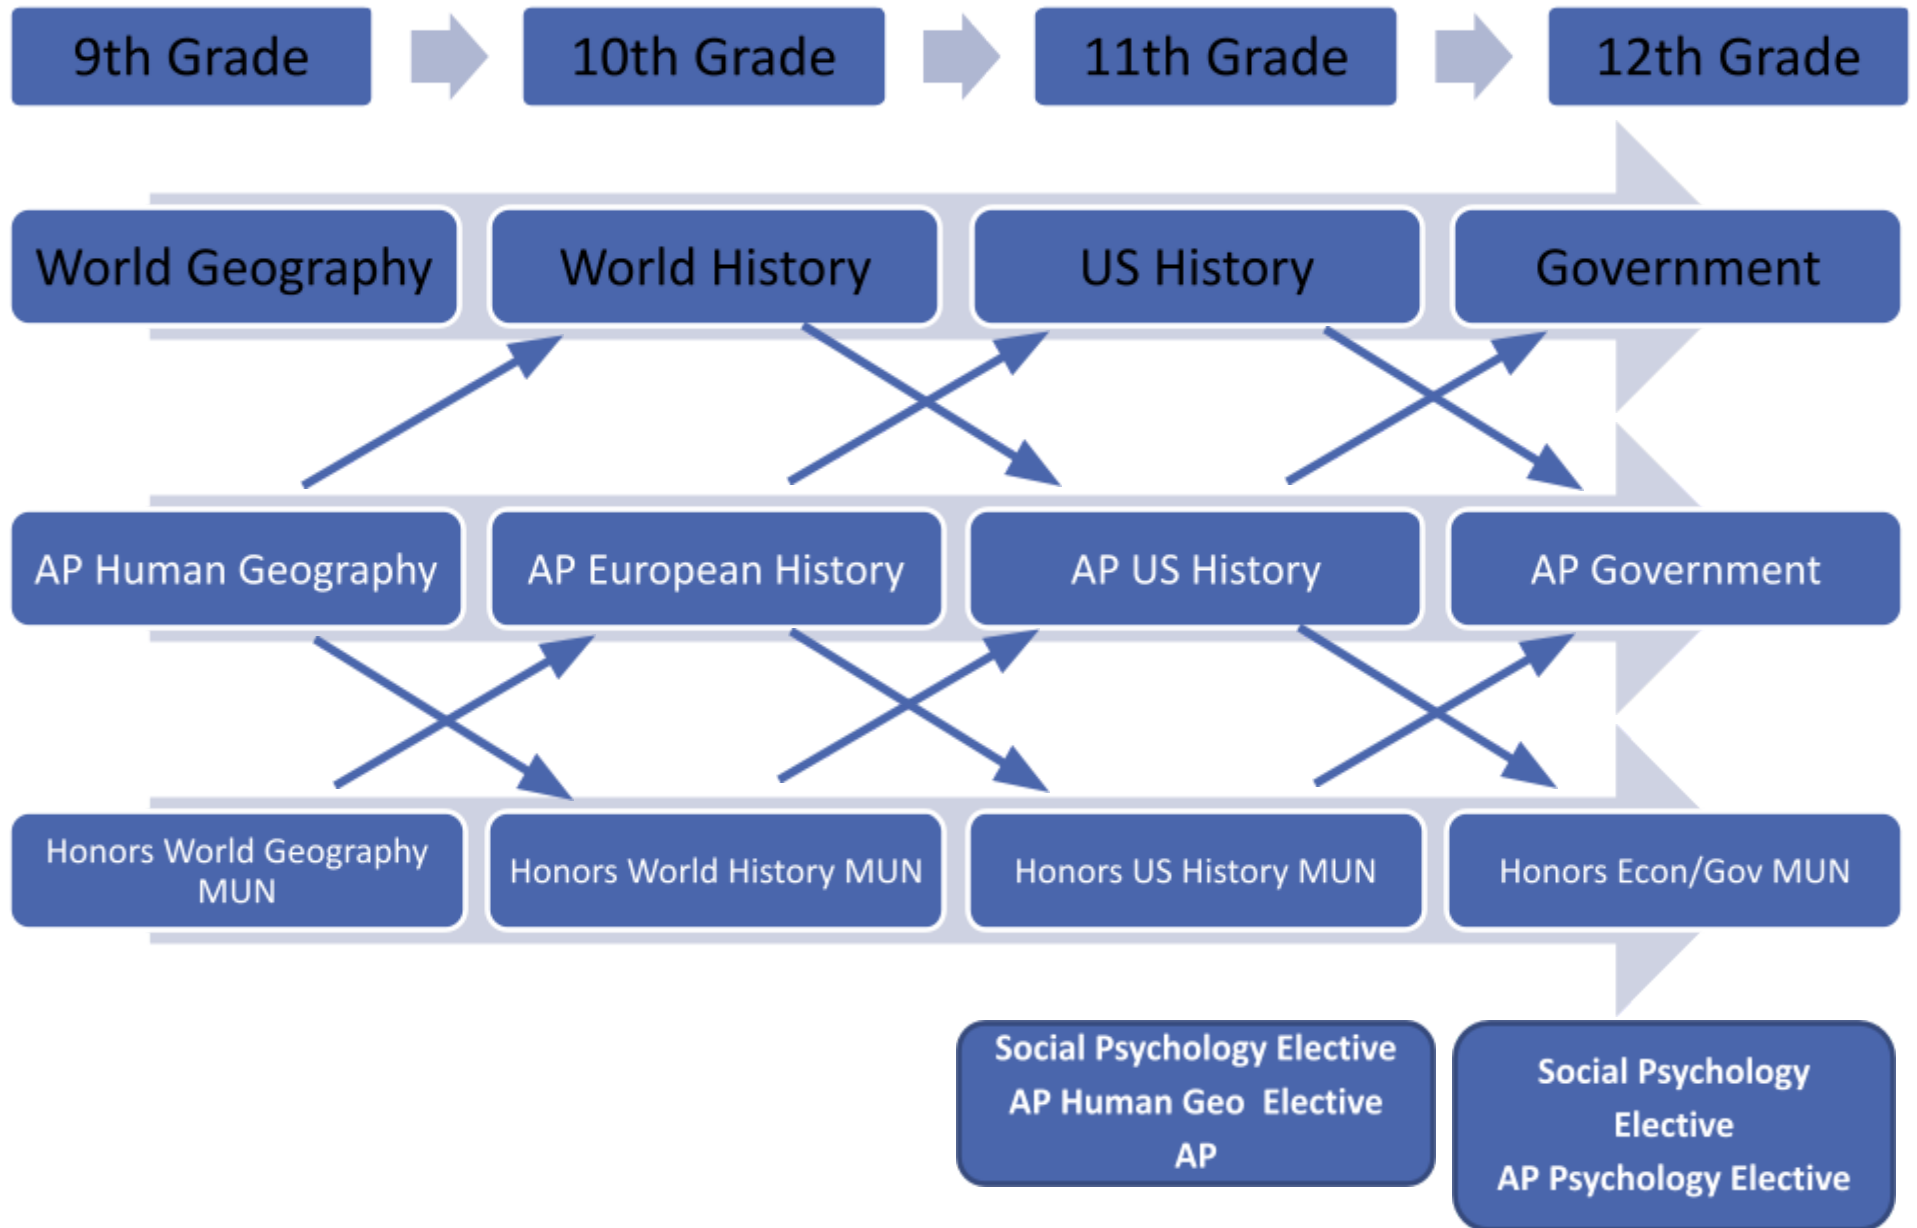 9th Grade
10th Grade
11th Grade
12th Grade
World Geography
World History
US History
Government
AP Human Geography
AP European History
AP US History
AP Government
Honors World Geography
MUN
Honors World History MUN
Honors US History MUN
Honors Econ/Gov MUN
Social Psychology Elective
AP Human Geo  Elective
AP
Social Psychology
Elective
AP Psychology Elective